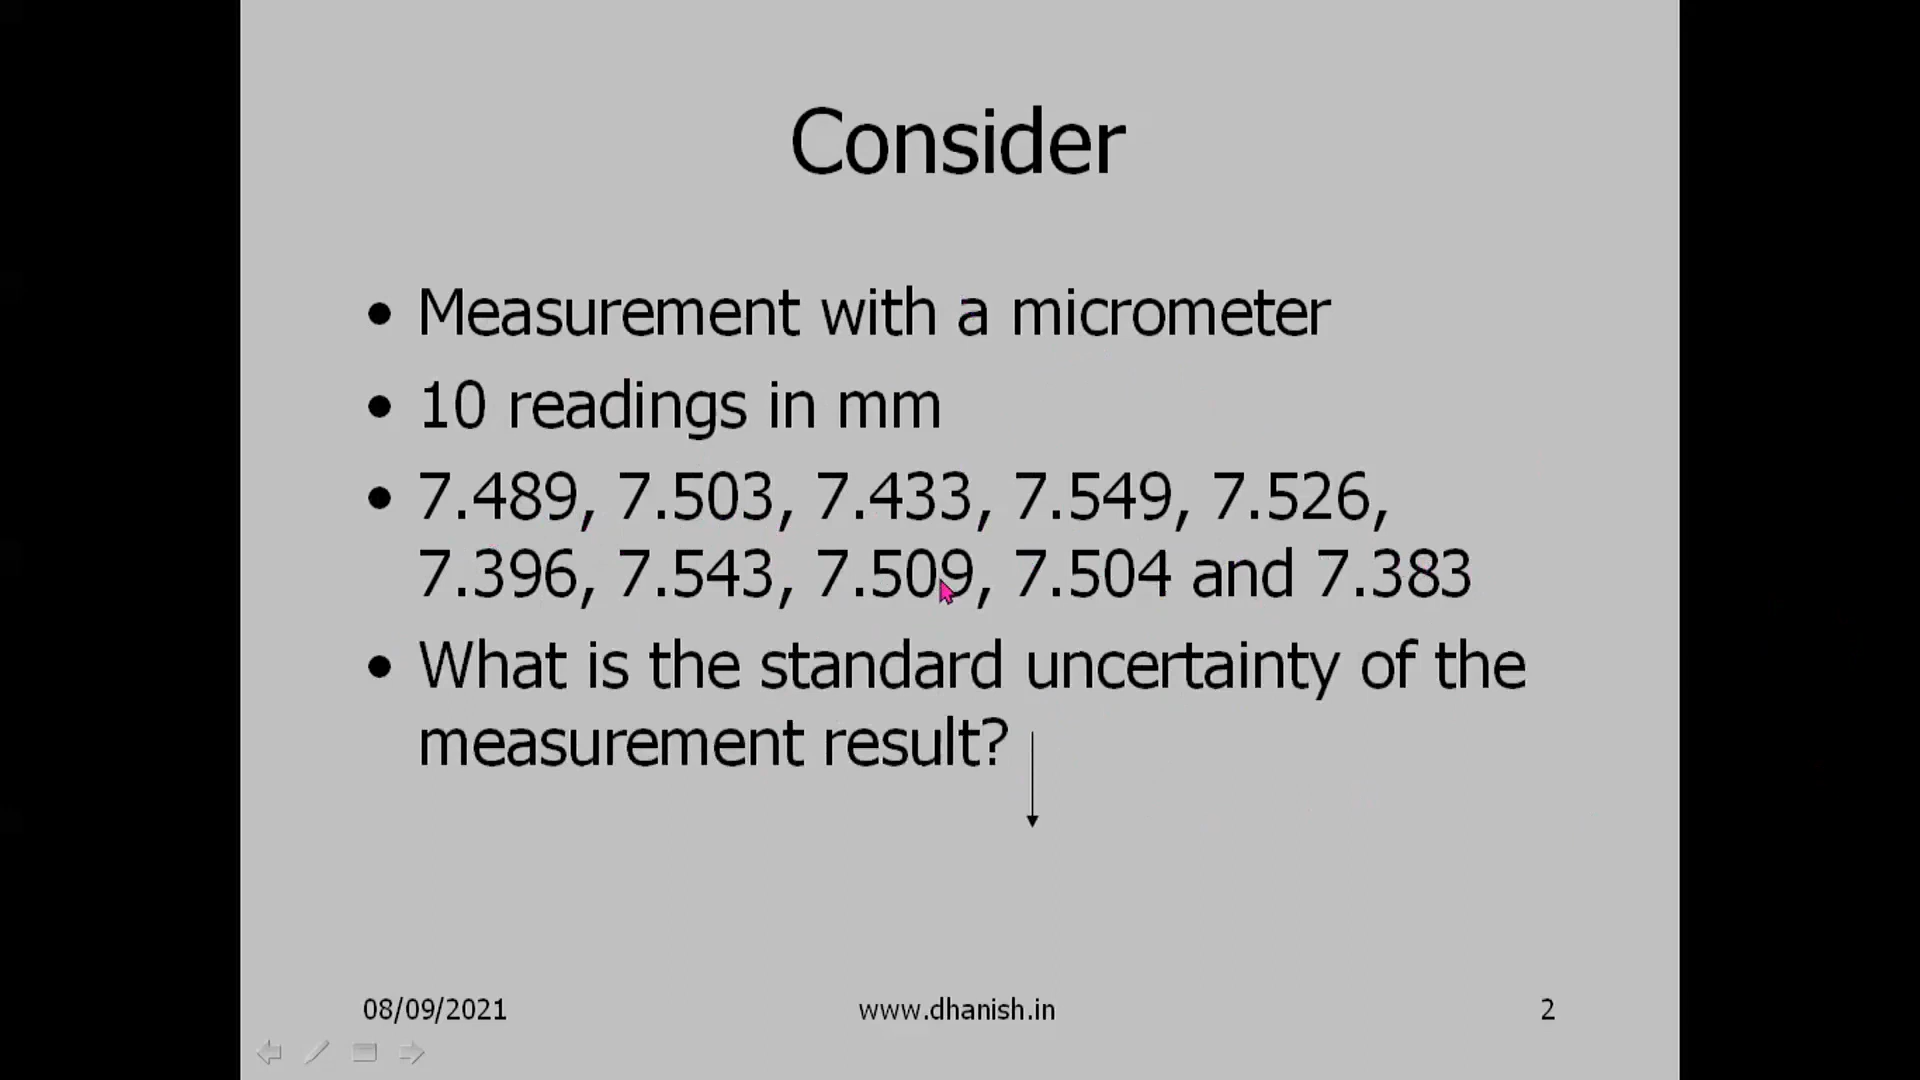 Consider
• Measurement with a micrometer
• 10 readings in mm
• 7.489, 7.503, 7.433, 7.549, 7.526,
7.396, 7.543, 7.509, 7.504 and 7.383
• What is the standard uncertainty of the
measurement result?
08/09/2021 www.dhanish.in 2